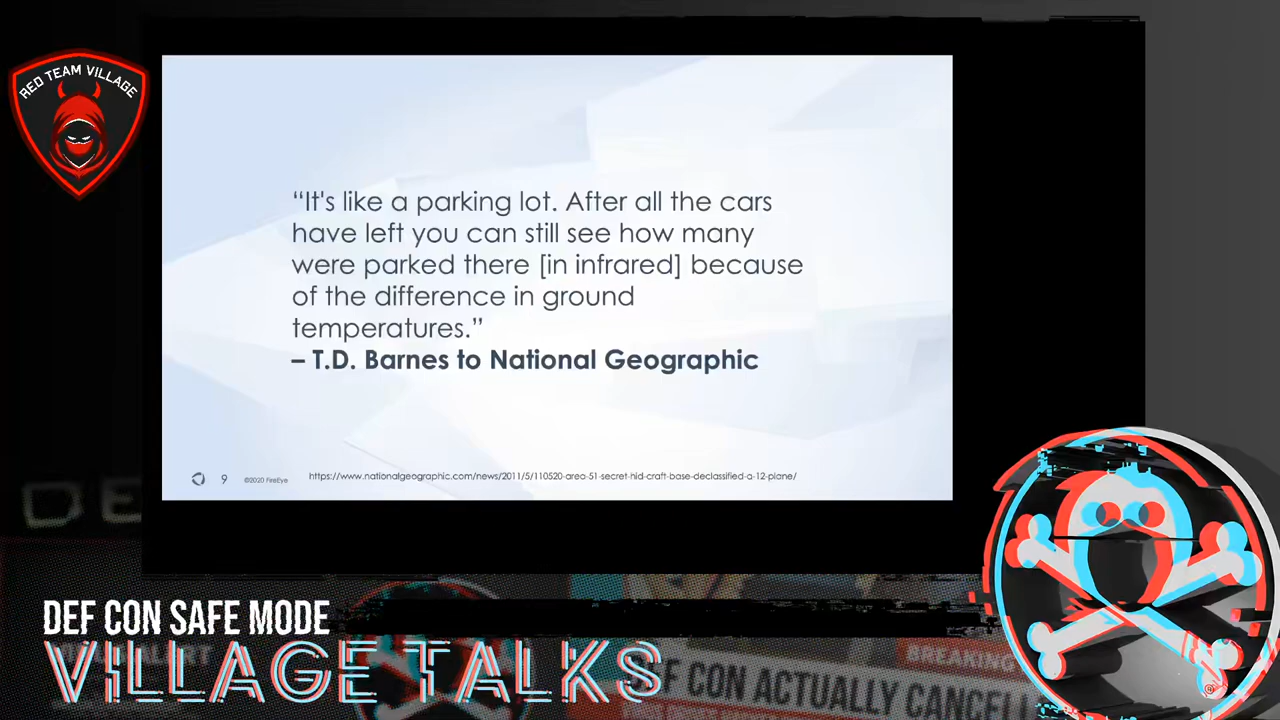 RED TEAM VILLAGE
“It's like a parking lot. After all the cars
have left you can still see how many
were parked there [in infrared] because
of the difference in ground
temperatures.”
– T.D. Barnes to National Geographic
9
©2020 FireEye
https://www.nationalgeographic.com/news/2011/5/110520-area-51-secret-hid-craft-base-declassified-a-12-plane/
DEF CON SAFE MODE
VILLAGE TALKS
BREAKING
DEF CON ACTUALLY